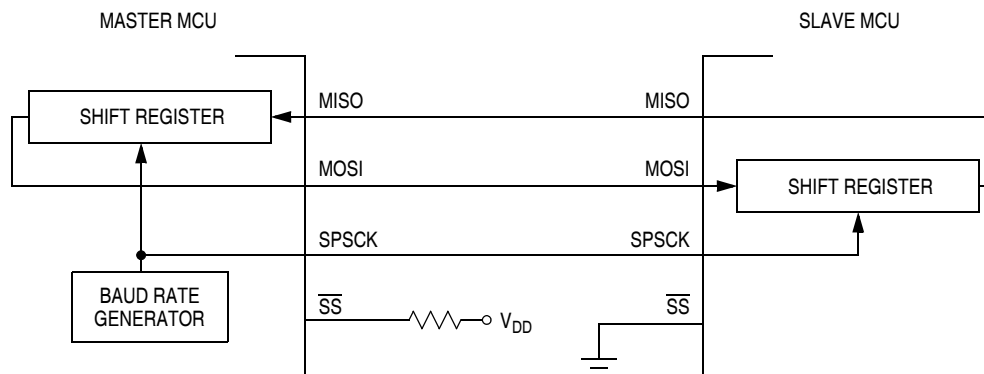 MASTER MCU
SLAVE MCU
SHIFT REGISTER
MISO
MISO
MOSI
MOSI
SHIFT REGISTER
SPSCK
SPSCK
BAUD RATE
GENERATOR
SS
VDD
SS